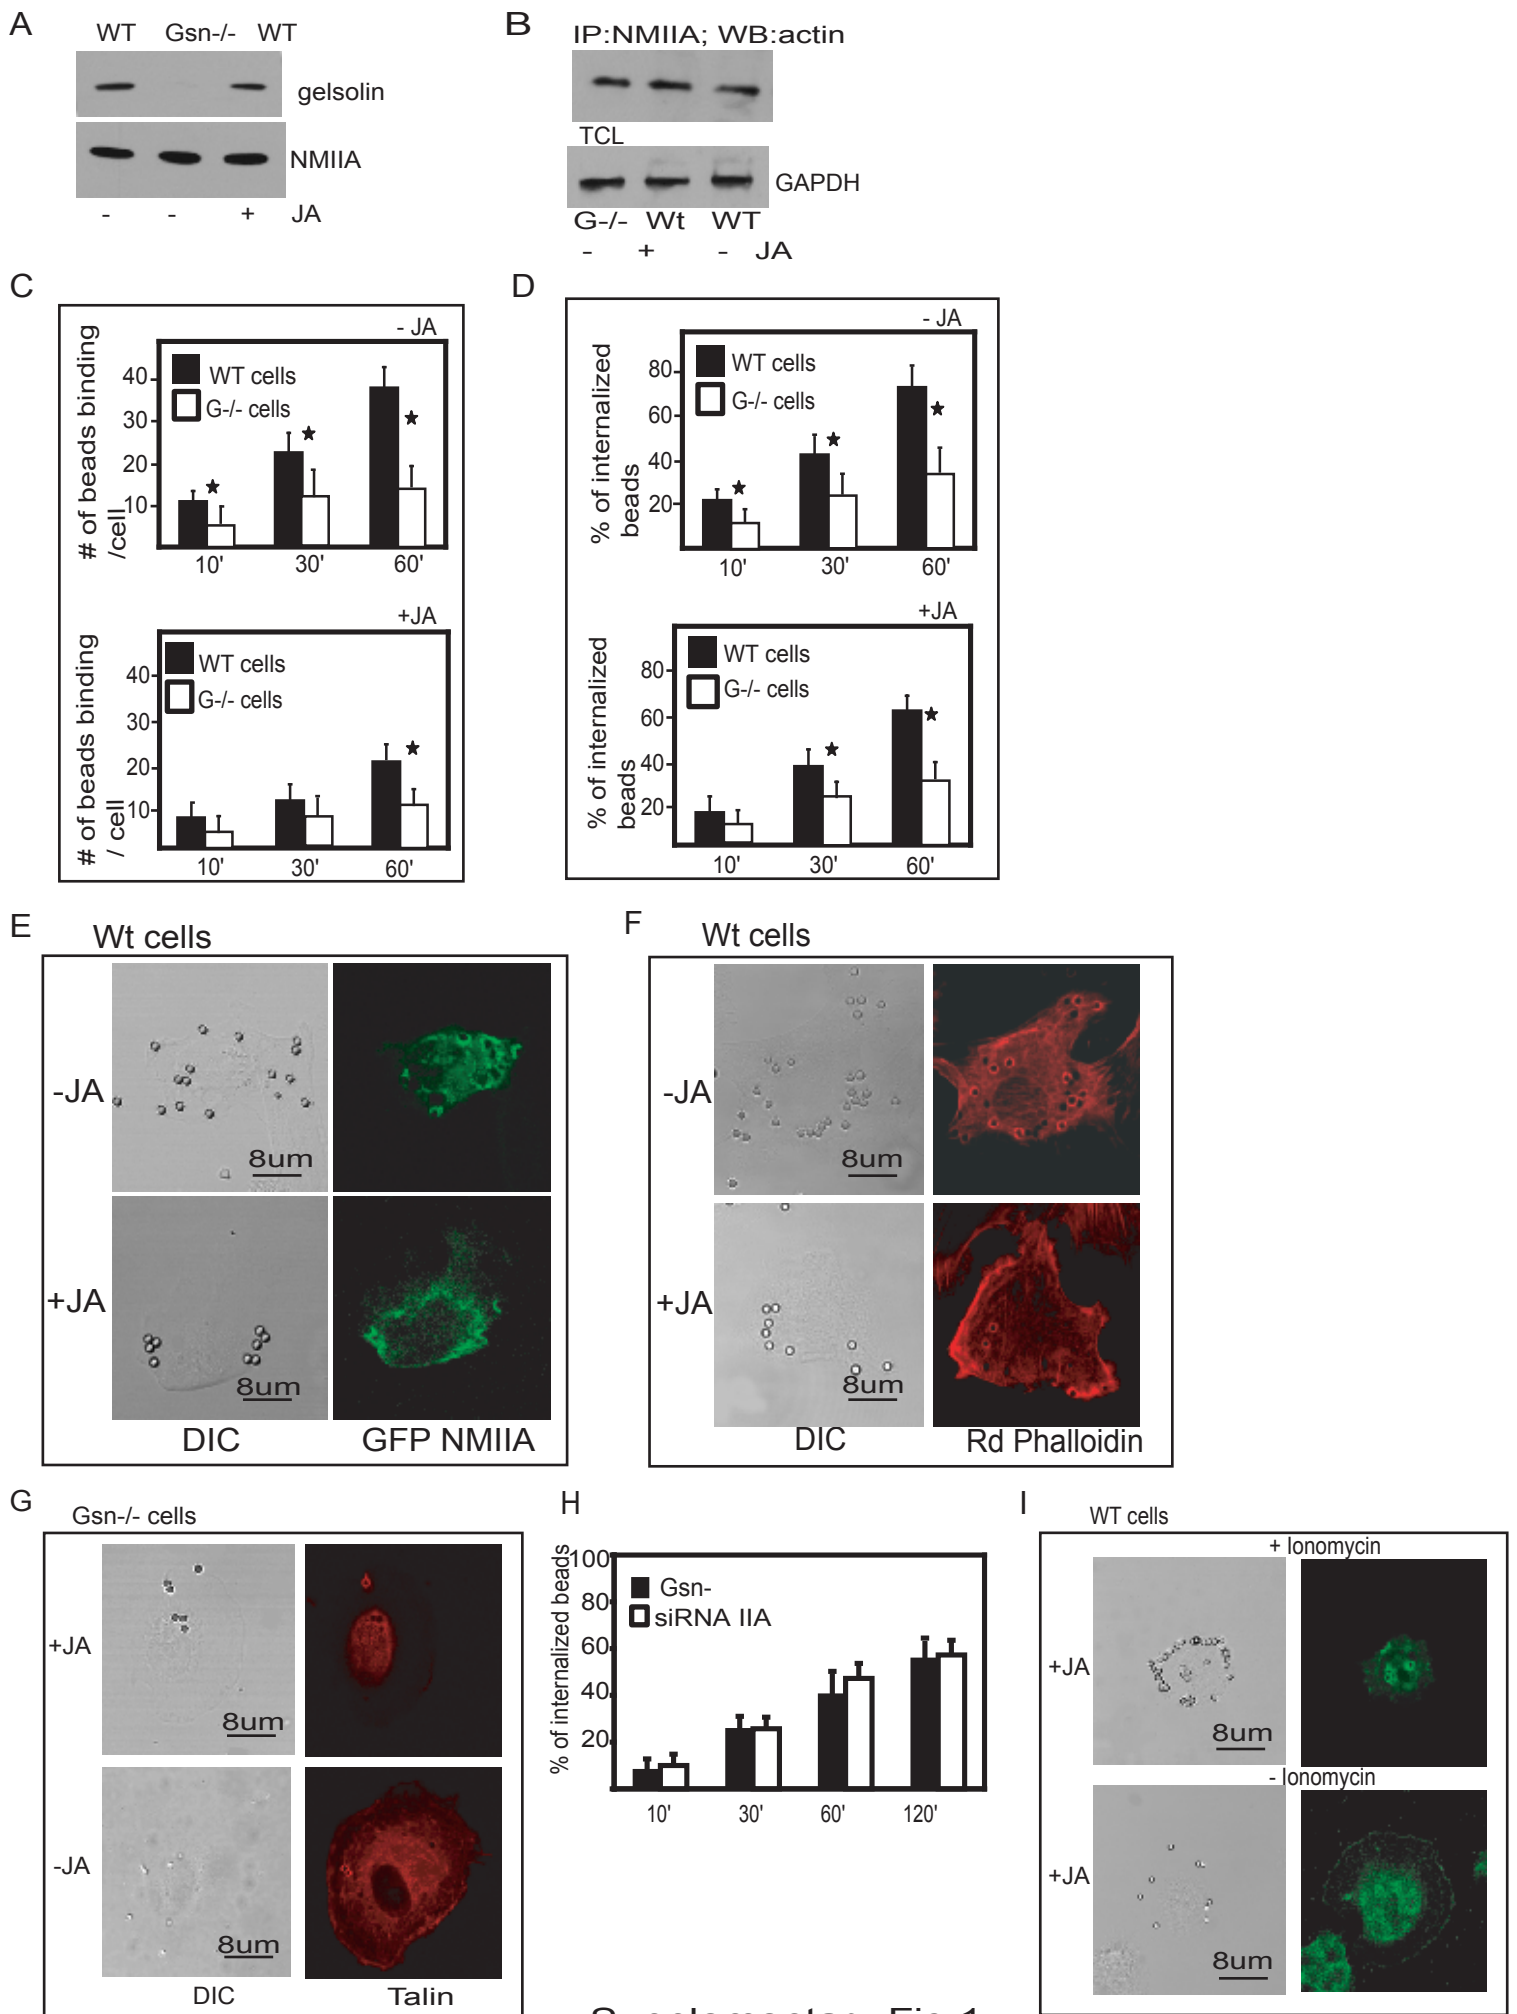 A
WT Gsn-/- WT
gelsolin
NMIIA
- - + JA
B
IP:NMIIA; WB:actin
TCL
GAPDH
G-/- Wt WT
- + - JA
C
- JA
# of beads binding
/cell
40
30
20
10
WT cells
G-/- cells
10' 30' 60'
+JA
# of beads binding
/ cell
40
30
20
10
WT cells
G-/- cells
10' 30' 60'
D
- JA
% of internalized
beads
80
60
40
20
WT cells
G-/- cells
10' 30' 60'
+JA
% of internalized
beads
80
60
40
20
WT cells
G-/- cells
10' 30' 60'
E
Wt cells
-JA
8um
+JA
8um
DIC GFP NMIIA
F
Wt cells
-JA
8um
+JA
8um
DIC Rd Phalloidin
G
Gsn-/- cells
+JA
8um
-JA
8um
DIC Talin
H
% of internalized beads
100
80
60
40
20
Gsn-
siRNA IIA
10' 30' 60' 120'
I
WT cells
+ Ionomycin
+JA
8um
- Ionomycin
+JA
8um